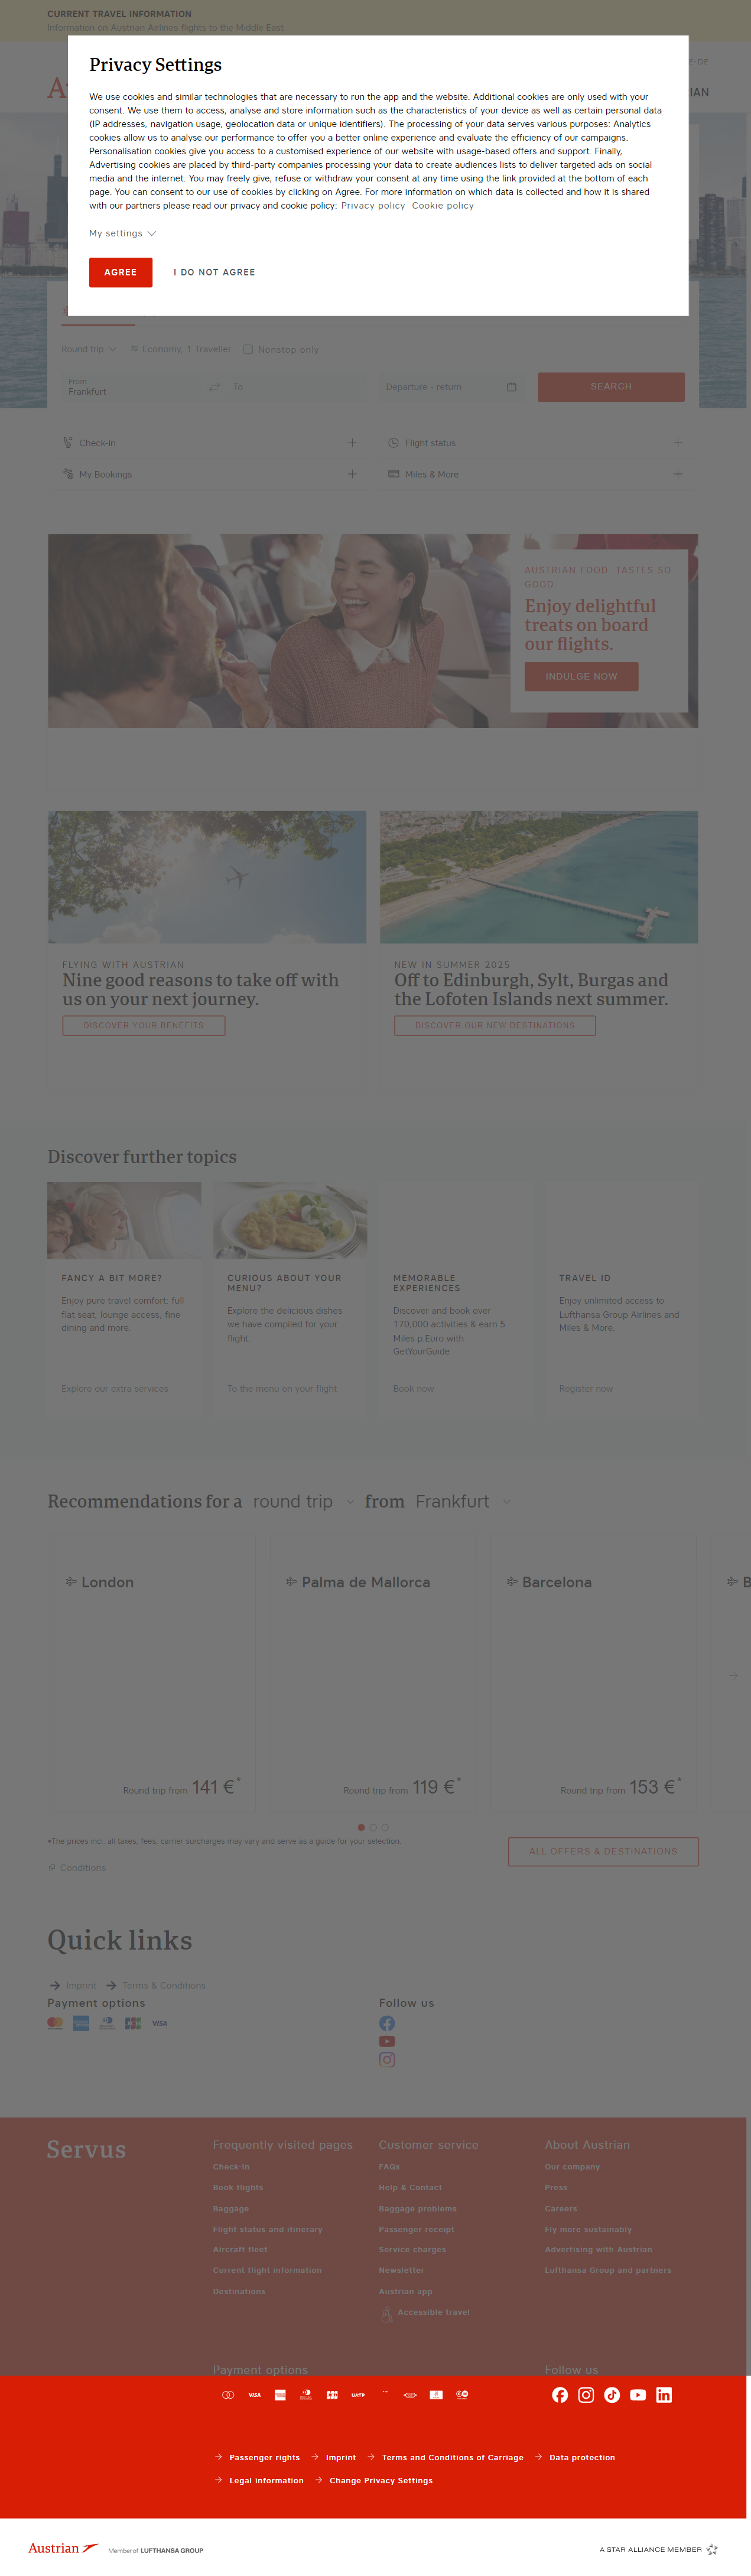 CURRENT TRAVEL INFORMATION
Information on Austrian Airlines flights to the Middle East
Privacy Settings
We use cookies and similar technologies that are necessary to run the app and the website. Additional cookies are only used with your
consent. We use them to access, analyse and store information such as the characteristics of your device as well as certain personal data
(IP addresses, navigation usage, geolocation data or unique identifiers). The processing of your data serves various purposes: Analytics
cookies allow us to analyse our performance to offer you a better online experience and evaluate the efficiency of our campaigns.
Personalisation cookies give you access to a customised experience of our website with usage-based offers and support. Finally,
Advertising cookies are placed by third-party companies processing your data to create audiences lists to deliver targeted ads on social
media and the internet. You may freely give, refuse or withdraw your consent at any time using the link provided at the bottom of each
page. You can consent to our use of cookies by clicking on Agree. For more information on which data is collected and how it is shared
with our partners please read our privacy and cookie policy: Privacy policy Cookie policy
My settings
AGREE I DO NOT AGREE
Round trip Economy, 1 Traveller Nonstop only
From
Frankfurt To Departure - return SEARCH
Check-in Flight status
My Bookings Miles & More
AUSTRIAN FOOD. TASTES SO
GOOD.
Enjoy delightful
treats on board
our flights.
INDULGE NOW
FLYING WITH AUSTRIAN
Nine good reasons to take off with
us on your next journey.
DISCOVER YOUR BENEFITS
NEW IN SUMMER 2025
Off to Edinburgh, Sylt, Burgas and
the Lofoten Islands next summer.
DISCOVER OUR NEW DESTINATIONS
Discover further topics
FANCY A BIT MORE?
Enjoy pure travel comfort: full
flat seat, lounge access, fine
dining and more
Explore our extra services
CURIOUS ABOUT YOUR
MENU?
Explore the delicious dishes
we have compiled for your
flight.
To the menu on your flight
MEMORABLE
EXPERIENCES
Discover and book over
170.000 activities & earn 5
Miles p.Euro with
GetYourGuide
Book now
TRAVEL ID
Enjoy unlimited access to
Lufthansa Group Airlines and
Miles & More.
Register now
Recommendations for a round trip from Frankfurt
London
Round trip from 141 €*
Palma de Mallorca
Round trip from 119 €*
Barcelona
Round trip from 153 €*
*The prices incl. all taxes, fees, carrier surcharges may vary and serve as a guide for your selection.
ALL OFFERS & DESTINATIONS
Conditions
Quick links
Imprint Terms & Conditions
Payment options
VISA
Follow us
Servus
Frequently visited pages
Check-in
Book flights
Baggage
Flight status and itinerary
Aircraft fleet
Current flight information
Destinations
Customer service
FAQs
Help & Contact
Baggage problems
Passenger receipt
Service charges
Newsletter
Austrian app
Accessible travel
About Austrian
Our company
Press
Careers
Fly more sustainably
Advertising with Austrian
Lufthansa Group and partners
Payment options
VISA JCB UATP
Follow us
Passenger rights Imprint Terms and Conditions of Carriage Data protection
Legal information Change Privacy Settings
Austrian Member of LUFTHANSA GROUP
A STAR ALLIANCE MEMBER